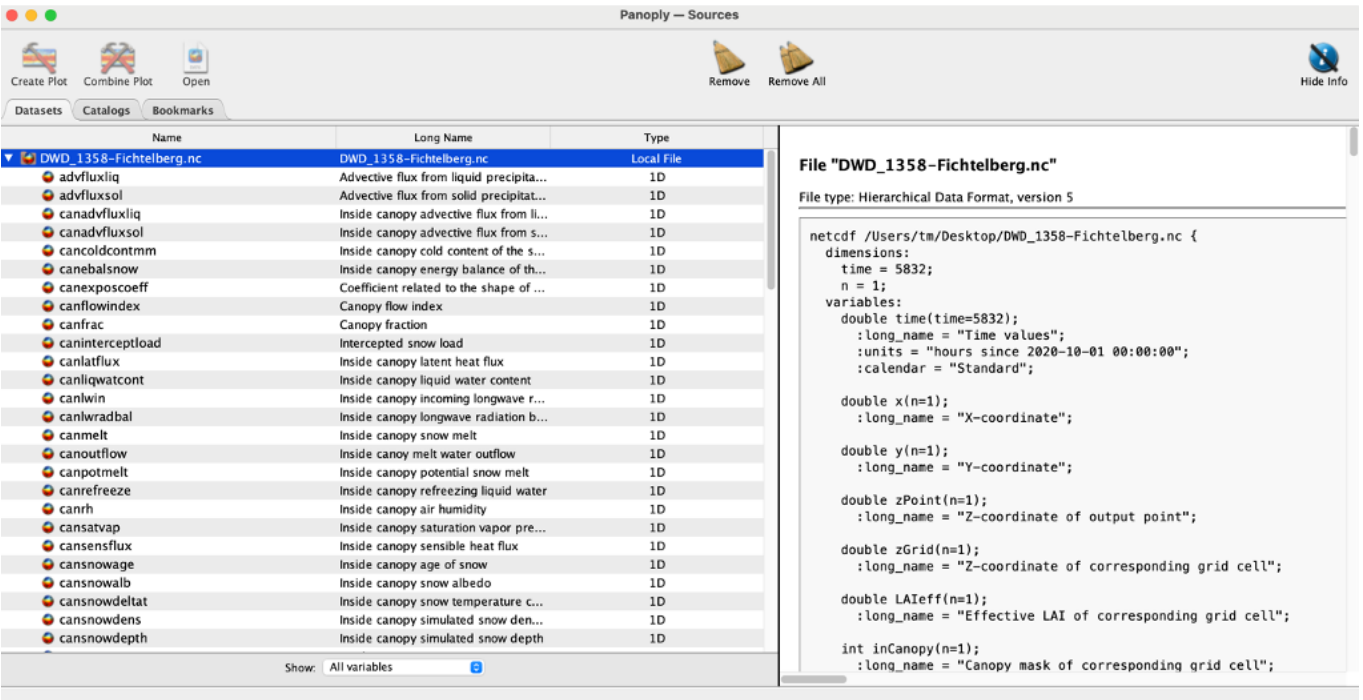 Panoply — Sources
Create Plot Combine Plot Open Remove Remove All Hide Info
Datasets Catalogs Bookmarks
Name Long Name Type
DWD_1358-Fichtelberg.nc DWD_1358-Fichtelberg.nc Local File
advfluxliq Advective flux from liquid precipita... 1D
advfluxsol Advective flux from solid precipitat... 1D
canadvfluxliq Inside canopy advective flux from li... 1D
canadvfluxsol Inside canopy advective flux from s... 1D
cancoldcontmm Inside canopy cold content of the s... 1D
canebalsnow Inside canopy energy balance of th... 1D
canexposcoeff Coefficient related to the shape of ... 1D
canflowindex Canopy flow index 1D
canfrac Canopy fraction 1D
caninterceptload Intercepted snow load 1D
canlatflux Inside canopy latent heat flux 1D
canliqwatcont Inside canopy liquid water content 1D
canlwin Inside canopy incoming longwave r... 1D
canlwradbal Inside canopy longwave radiation b... 1D
canmelt Inside canopy snow melt 1D
canoutflow Inside canoy melt water outflow 1D
canpotmelt Inside canopy potential snow melt 1D
canrefreeze Inside canopy refreezing liquid water 1D
canrh Inside canopy air humidity 1D
cansatvap Inside canopy saturation vapor pre... 1D
cansensflux Inside canopy sensible heat flux 1D
cansnowage Inside canopy age of snow 1D
cansnowalb Inside canopy snow albedo 1D
cansnowdeltat Inside canopy snow temperature c... 1D
cansnowdens Inside canopy simulated snow den... 1D
cansnowdepth Inside canopy simulated snow depth 1D
Show: All variables
File "DWD_1358-Fichtelberg.nc"
File type: Hierarchical Data Format, version 5
netcdf /Users/tm/Desktop/DWD_1358-Fichtelberg.nc {
dimensions:
time = 5832;
n = 1;
variables:
double time(time=5832);
:long_name = "Time values";
:units = "hours since 2020-10-01 00:00:00";
:calendar = "Standard";
double x(n=1);
:long_name = "X-coordinate";
double y(n=1);
:long_name = "Y-coordinate";
double zPoint(n=1);
:long_name = "Z-coordinate of output point";
double zGrid(n=1);
:long_name = "Z-coordinate of corresponding grid cell";
double LAIeff(n=1);
:long_name = "Effective LAI of corresponding grid cell";
int inCanopy(n=1);
:long_name = "Canopy mask of corresponding grid cell";